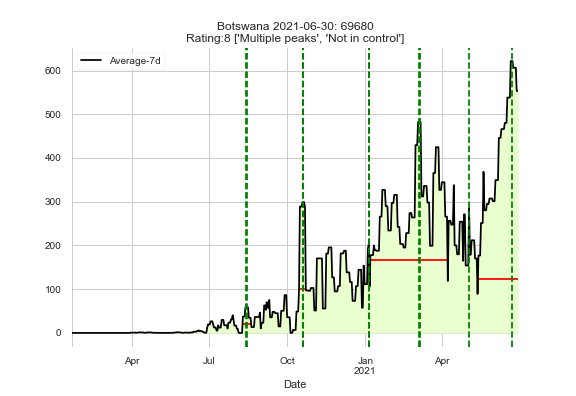 Botswana 2021-06-30: 69680
Rating:8 ['Multiple peaks', 'Not in control']
Average-7d
600
500
400
300
200
100
0
Apr
Jul
Oct
Jan
2021
Apr
Date